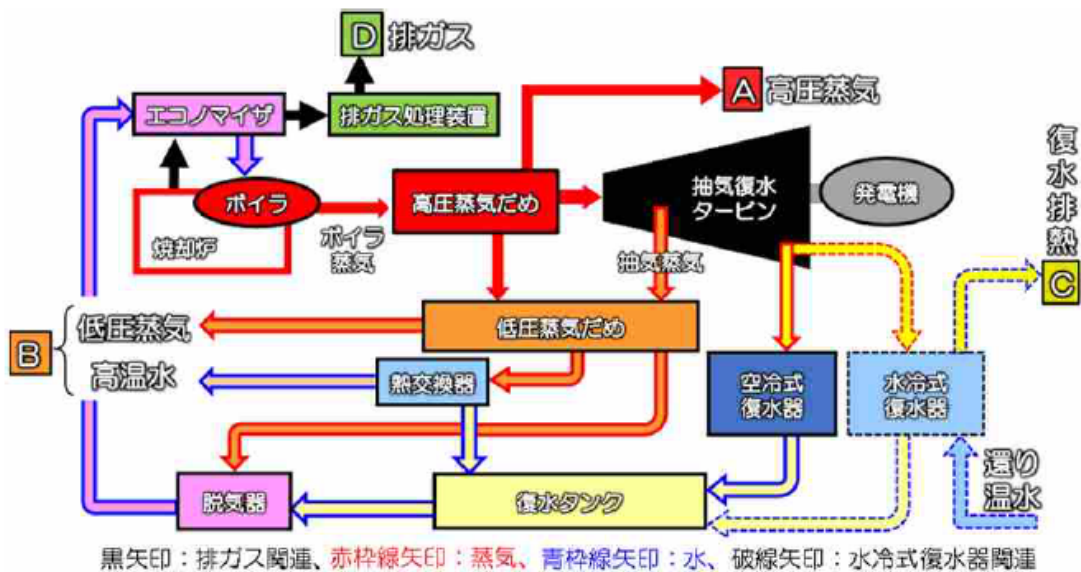 D 排ガス
A 高圧蒸気
エコノマイザ
排ガス処理装置
復水排熱
C
抽気復水
タービン
発電機
ボイラ
高圧蒸気だめ
焼却炉
ボイラ
蒸気
抽気蒸気
B
低圧蒸気
低圧蒸気だめ
高温水
熱交換器
空冷式
復水器
水冷式
復水器
還り
温水
脱気器
復水タンク
黒矢印：排ガス関連、赤枠線矢印：蒸気、青枠線矢印：水、破線矢印：水冷式復水器関連